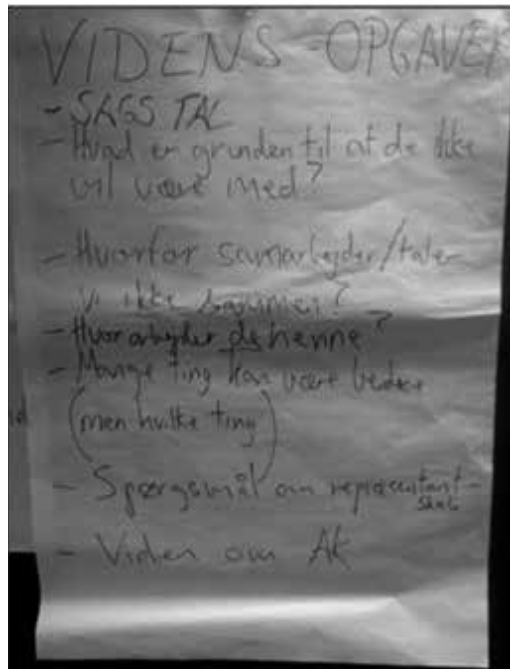 VIDENS-OPGAVER
- SAGS TAL
- Hvad er grunden til at de ikke
vil være med?
- Hvorfor samarbejder/taler
vi ikke sammen?
- Hvor arbejder de henne?
- Mange ting kan være bedre
(men hvilke ting)
- Spørgsmål om repræsentant-
skab
- Viden om AK